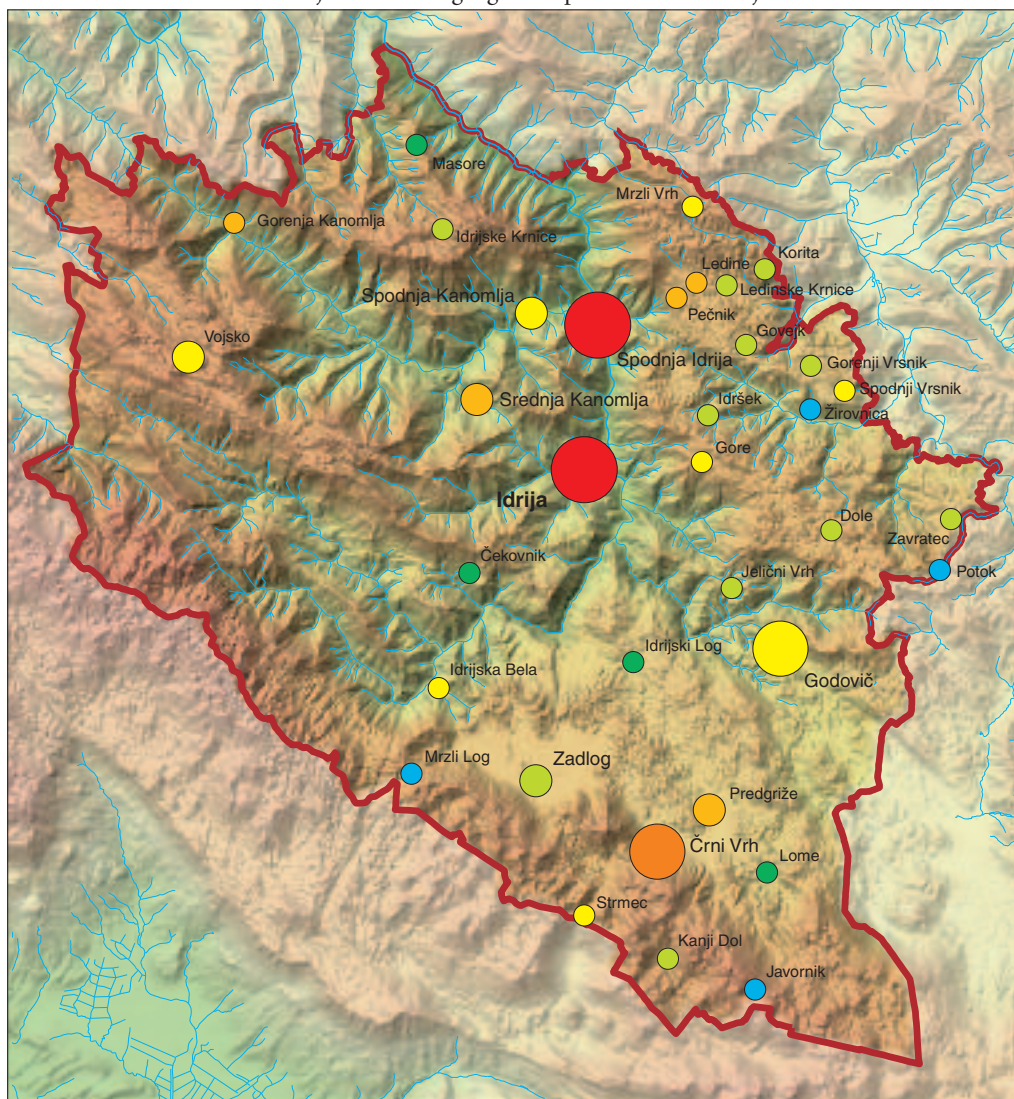 Masore
Mrzli Vrh
Gorenja Kanomlja
Idrijske Krnice
Korita
Ledine
Ledinske Krnice
Spodnja Kanomlja
Pečnik
Vojsko
Govejk
Spodnja Idrija
Gorenji Vrsnik
Spodnji Vrsnik
Srednja Kanomlja
Idršek
Žirovnica
Gore
Idrija
Dole
Zavratec
Čekovnik
Jelični Vrh
Potok
Idrijski Log
Idrijska Bela
Godovič
Mrzli Log
Zadlog
Predgriže
Črni Vrh
Lome
Strmec
Kanji Dol
Javornik